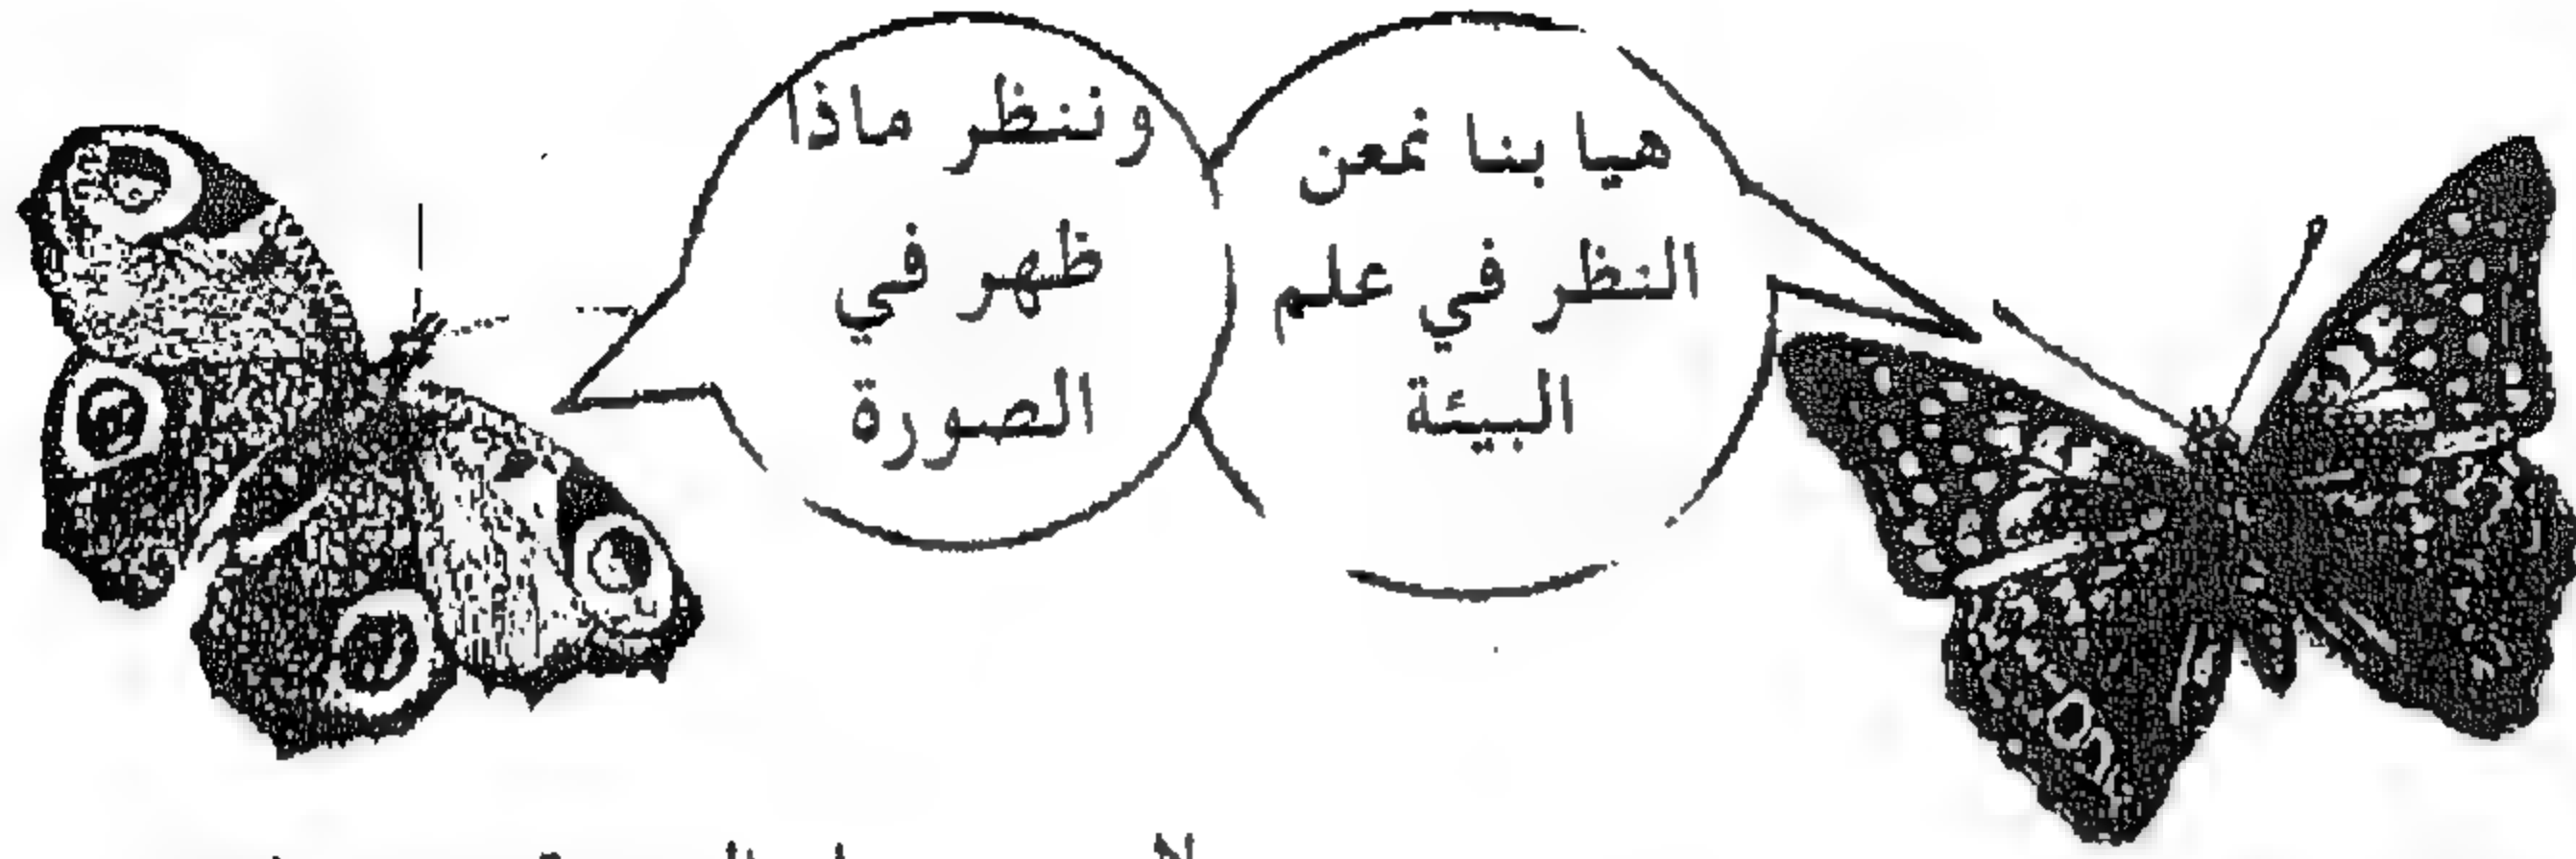 هيا بنا نمعن
النظر في علم
البيئة
وننظر ماذا
ظهر في
الصورة